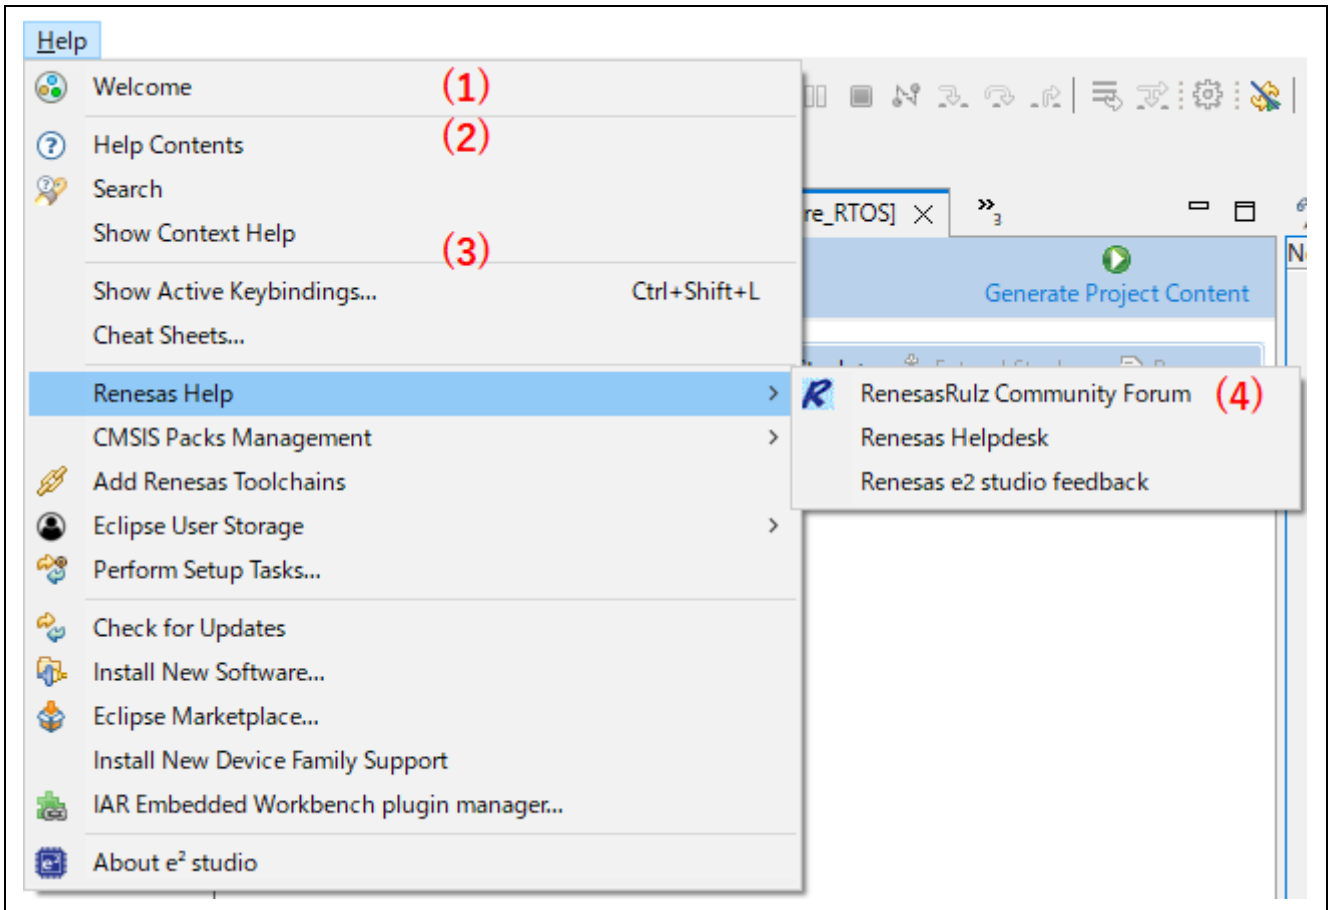 Help
Welcome (1)
Help Contents (2)
Search
Show Context Help (3)
Show Active Keybindings... Ctrl+Shift+L
Cheat Sheets...
Renesas Help
CMSIS Packs Management
Add Renesas Toolchains
Eclipse User Storage
Perform Setup Tasks...
Check for Updates
Install New Software...
Eclipse Marketplace...
Install New Device Family Support
IAR Embedded Workbench plugin manager...
About e² studio
re_RTOS]
3
Generate Project Content
RenesasRulz Community Forum (4)
Renesas Helpdesk
Renesas e2 studio feedback